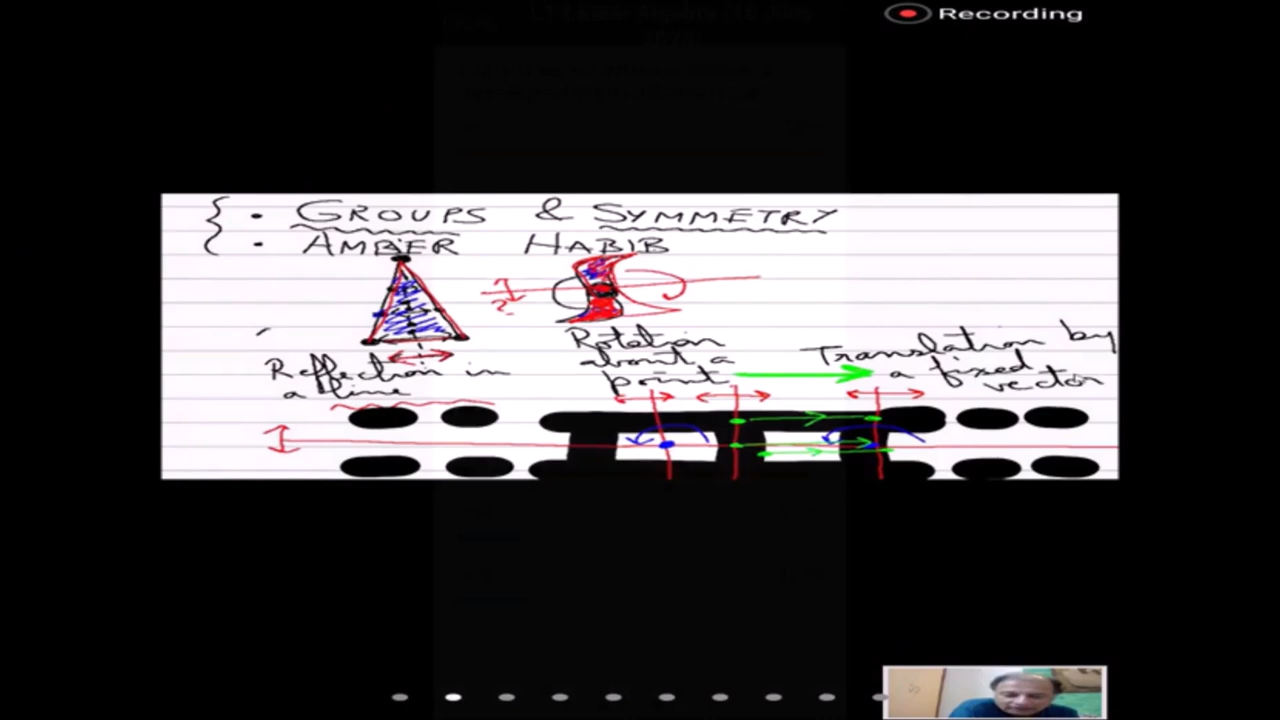 Recording
GROUPS & SYMMETRY
AMBER HABIB
Reflection in
a line
Rotation
about a
point
Translation by
a fixed
vector